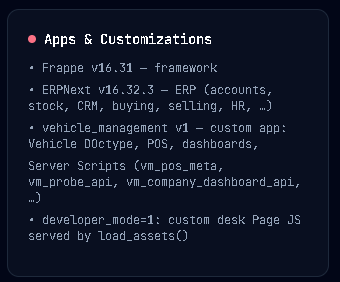 Apps & Customizations
• Frappe v16.31 — framework
• ERPNext v16.32.3 — ERP (accounts,
stock, CRM, buying, selling, HR, …)
• vehicle_management v1 — custom app:
Vehicle DOctype, POS, dashboards,
Server Scripts (vm_pos_meta,
vm_probe_api, vm_company_dashboard_api,
…)
• developer_mode=1: custom desk Page JS
served by load_assets()